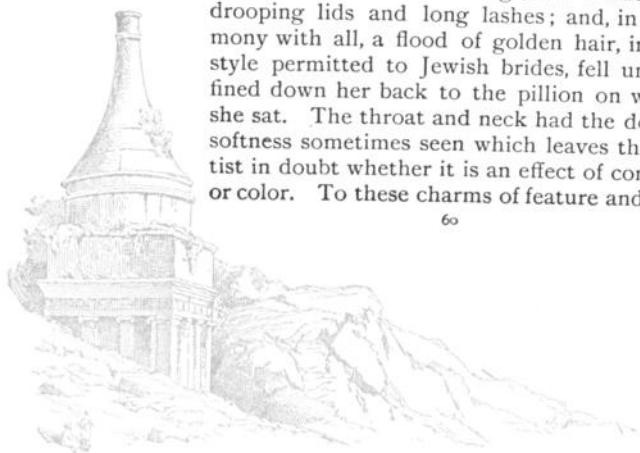 drooping lids and long lashes; and, in
mony with all, a flood of golden hair, in
style permitted to Jewish brides, fell un
fined down her back to the pillion on w
she sat. The throat and neck had the d
softness sometimes seen which leaves th
tist in doubt whether it is an effect of con
or color. To these charms of feature and
60